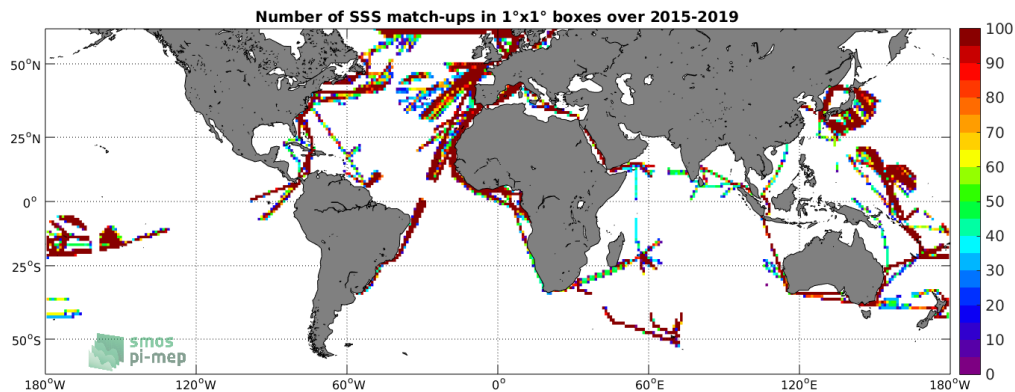 Number of SSS match-ups in 1°x1° boxes over 2015-2019
50°N
25°N
0°
25°S
50°S
180°W
120°W
60°W
0°
60°E
120°E
180°W
100
90
80
70
60
50
40
30
20
10
0
smos
pi-mep